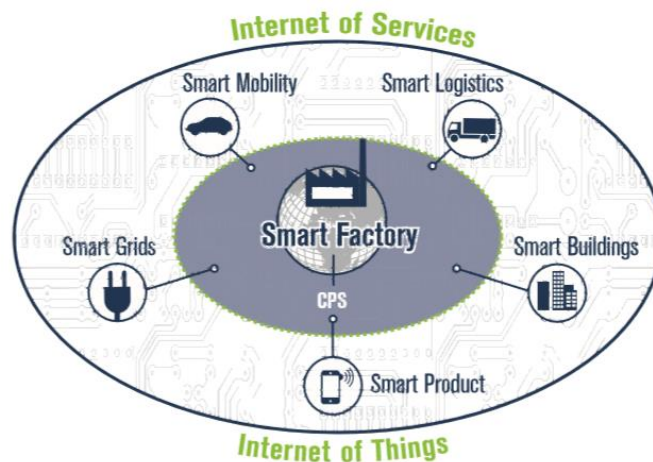 Internet of Services
Smart Mobility
Smart Logistics
Smart Factory
Smart Grids
Smart Buildings
CPS
Smart Product
Internet of Things